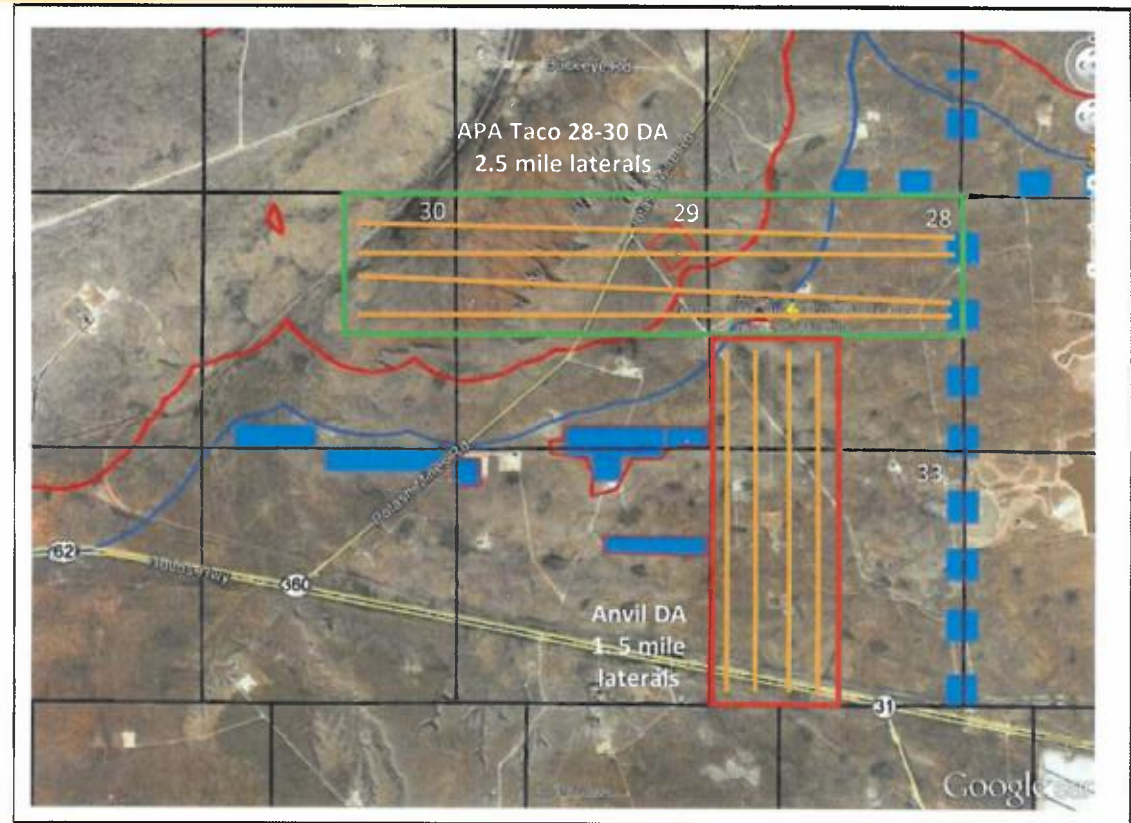 APA Taco 28-30 DA
2.5 mile laterals
30
29
28
33
62
360
Anvil DA
1. 5 mile
laterals
31
Google